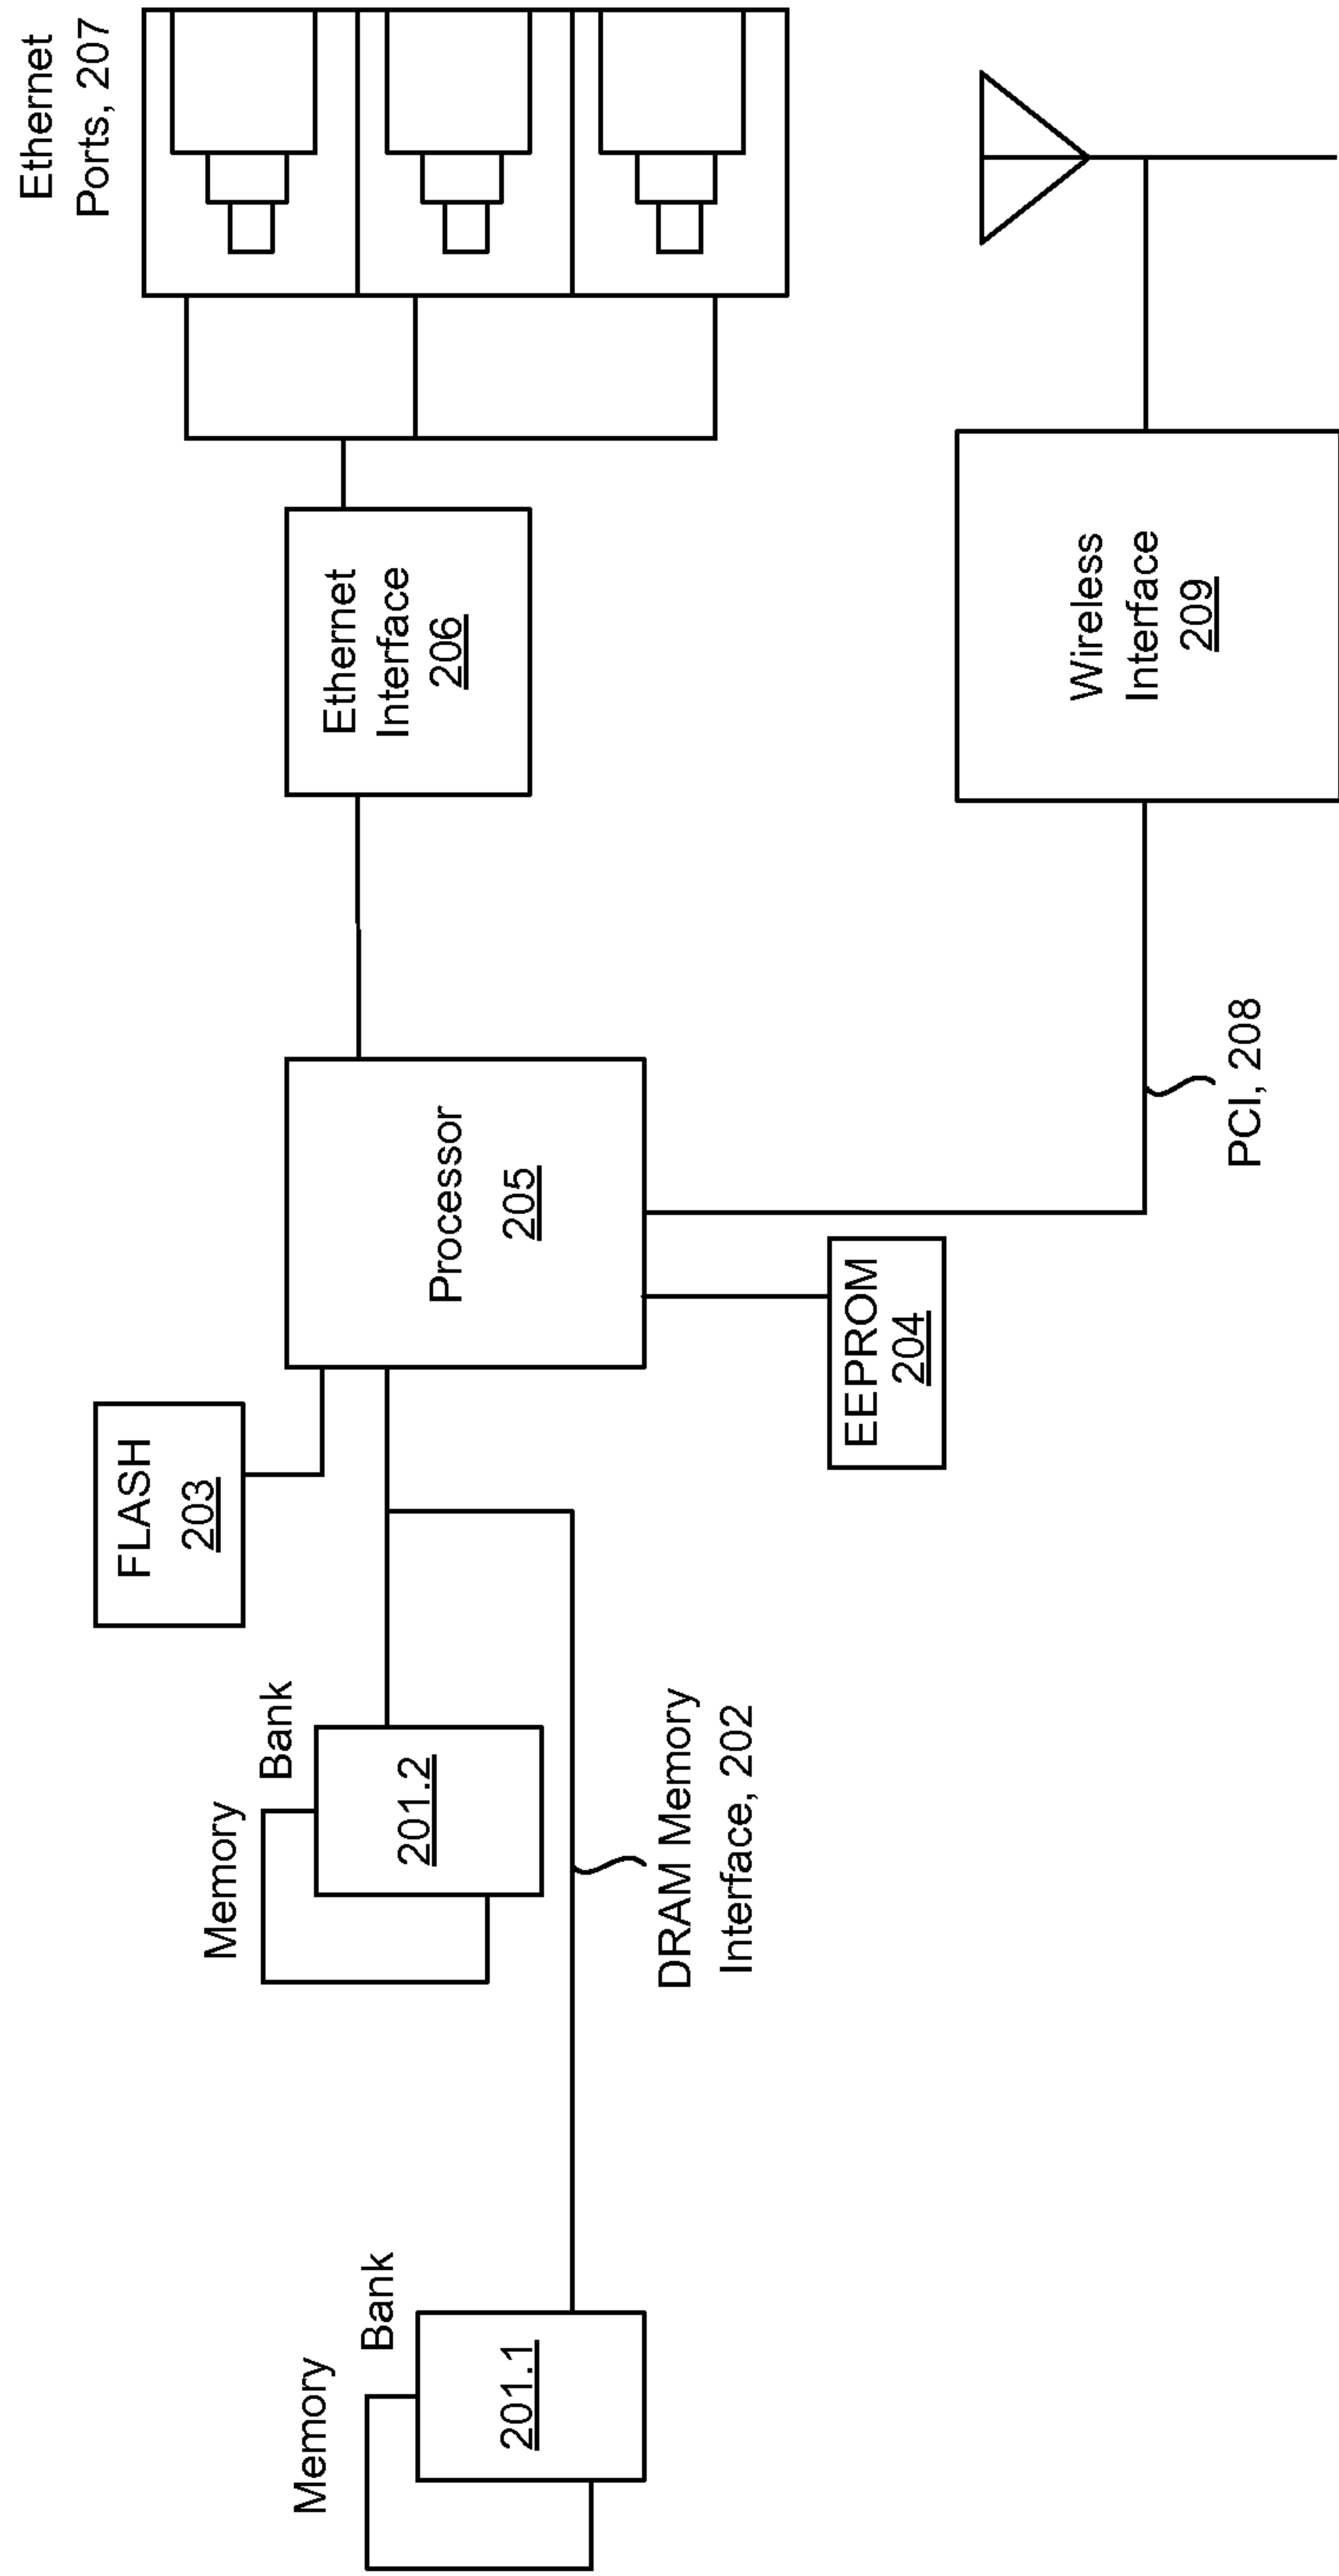 Memory
Bank
201.1
Memory
Bank
201.2
DRAM Memory
Interface, 202
FLASH
203
EEPROM
204
Processor
205
PCI, 208
Ethernet
Interface
206
Wireless
Interface
209
Ethernet
Ports, 207